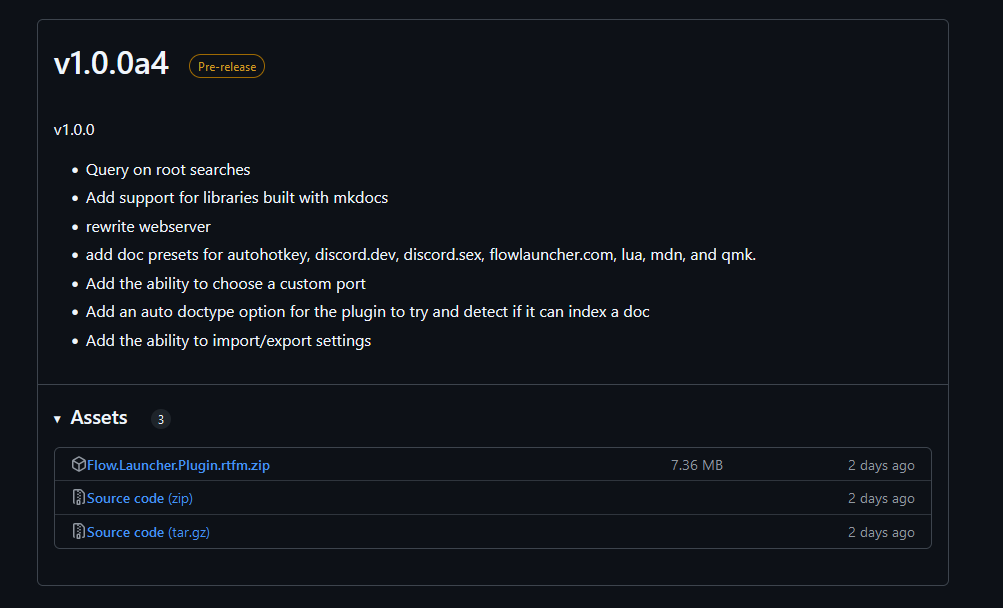 v1.0.0a4 Pre-release
v1.0.0
• Query on root searches
• Add support for libraries built with mkdocs
• rewrite webserver
• add doc presets for autohotkey, discord.dev, discord.sex, flowlauncher.com, lua, mdn, and qmk.
• Add the ability to choose a custom port
• Add an auto doctype option for the plugin to try and detect if it can index a doc
• Add the ability to import/export settings
Assets 3
Flow.Launcher.Plugin.rtfm.zip 7.36 MB 2 days ago
Source code (zip) 2 days ago
Source code (tar.gz) 2 days ago